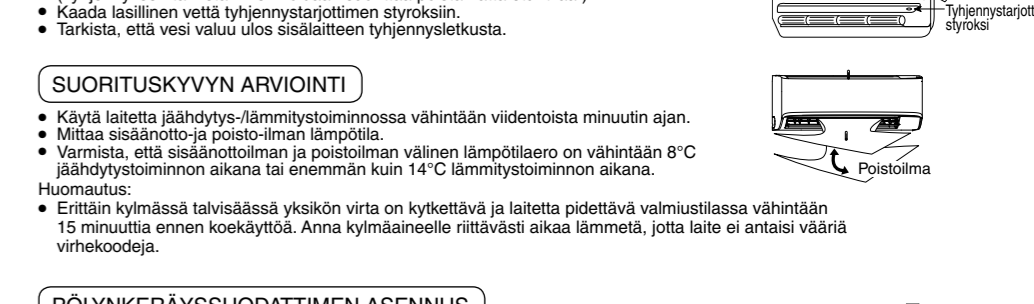 Kaada lasillinen vettä tyhjennystarjottimen styroksiin.
Tarkista, että vesi valuu ulos sisälaitteen tyhjennysletkusta.
Tyhjennystarjott
styroksi
SUORITUSKYVYN ARVIOINTI
Käytä laitetta jäähdytys-/lämmitystoiminnossa vähintään viidentoista minuutin ajan.
Mittaa sisäänotto-ja poisto-ilman lämpötila.
Varmista, että sisäänottoilman ja poistoilman välinen lämpötilaero on vähintään 8°C
jäähdytystoiminnon aikana tai enemmän kuin 14°C lämmitystoiminnon aikana.
Poistoilma
Huomautus:
Erittäin kylmässä talvisäässä yksikön virta on kytkettävä ja laitetta pidettävä valmiustilassa vähintään
15 minuuttia ennen koekäyttöä. Anna kylmäaineelle riittävästi aikaa lämmetä, jotta laite ei antaisi vääriä
virhekoodeja.
PÖLYNKERÄYSSUODATTIMEN ASENNUS